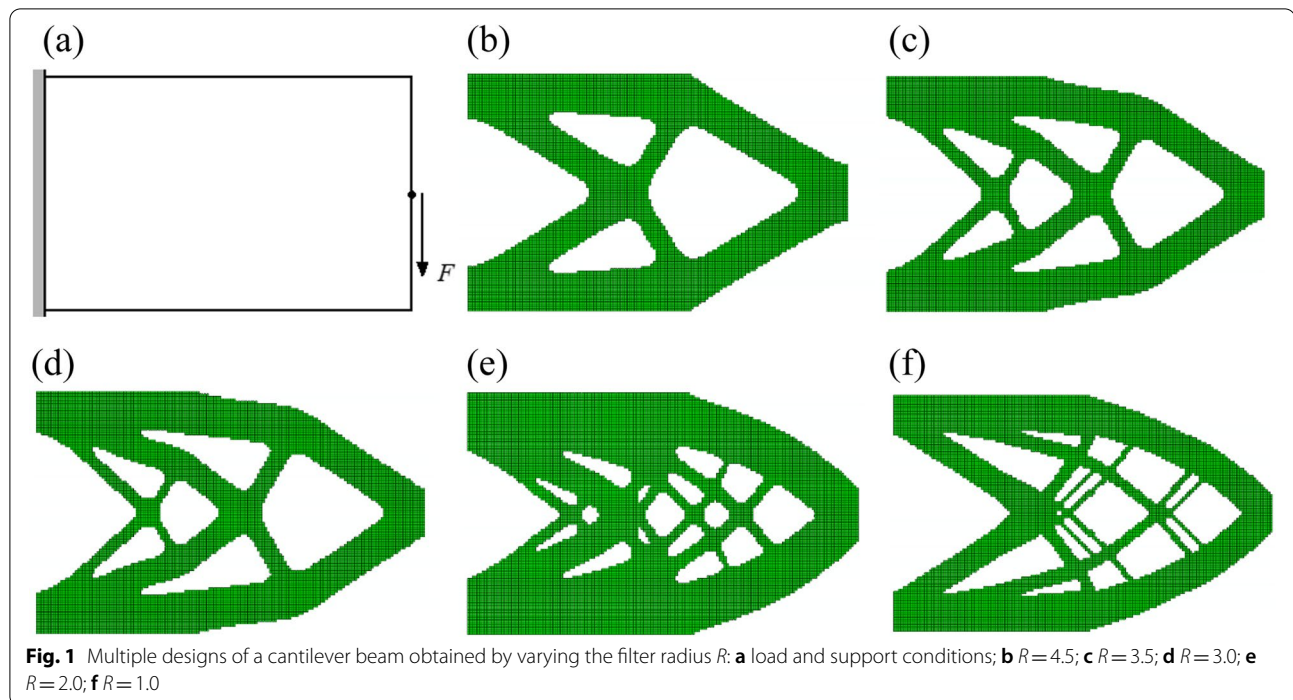 (a)
(b)
(c)
F
(d)
(e)
(f)
Fig. 1 Multiple designs of a cantilever beam obtained by varying the filter radius R: a load and support conditions; b R = 4.5; c R = 3.5; d R = 3.0; e
R = 2.0; f R = 1.0